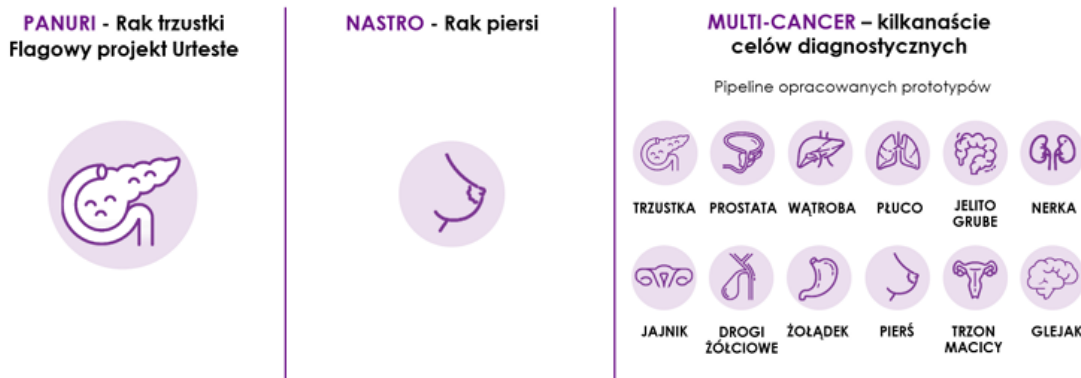 PANURI - Rak trzustki
Flagowy projekt Urteste
NASTRO - Rak piersi
MULTI-CANCER – kilkanaście
celów diagnostycznych
Pipeline opracowanych prototypów
TRZUSTKA
PROSTATA
WĄTROBA
PŁUCO
JELITO
GRUBE
NERKA
JAJNIK
DROGI
ŻÓŁCIOWE
ŻOŁĄDEK
PIERŚ
TRZON
MACICY
GLEJAK